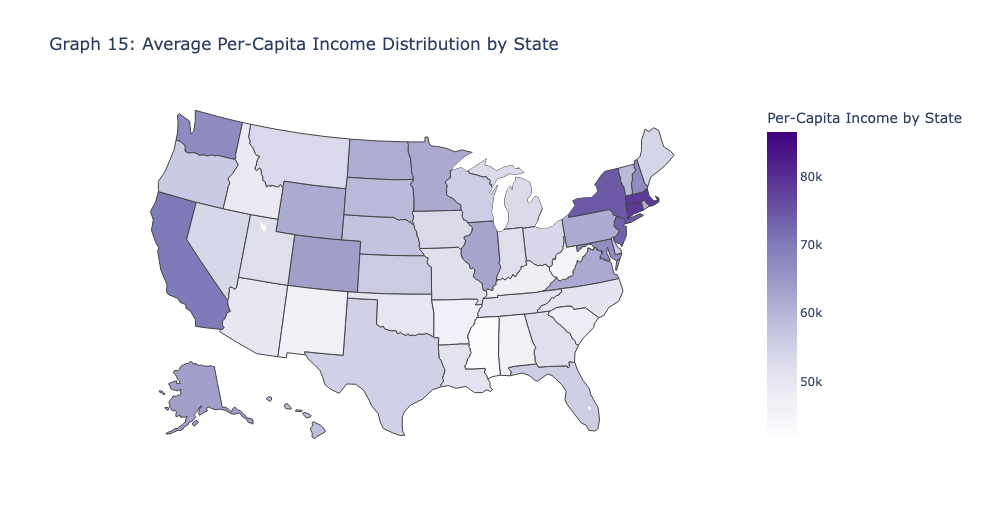 Graph 15: Average Per-Capita Income Distribution by State
Per-Capita Income by State
80k
70k
60k
50k